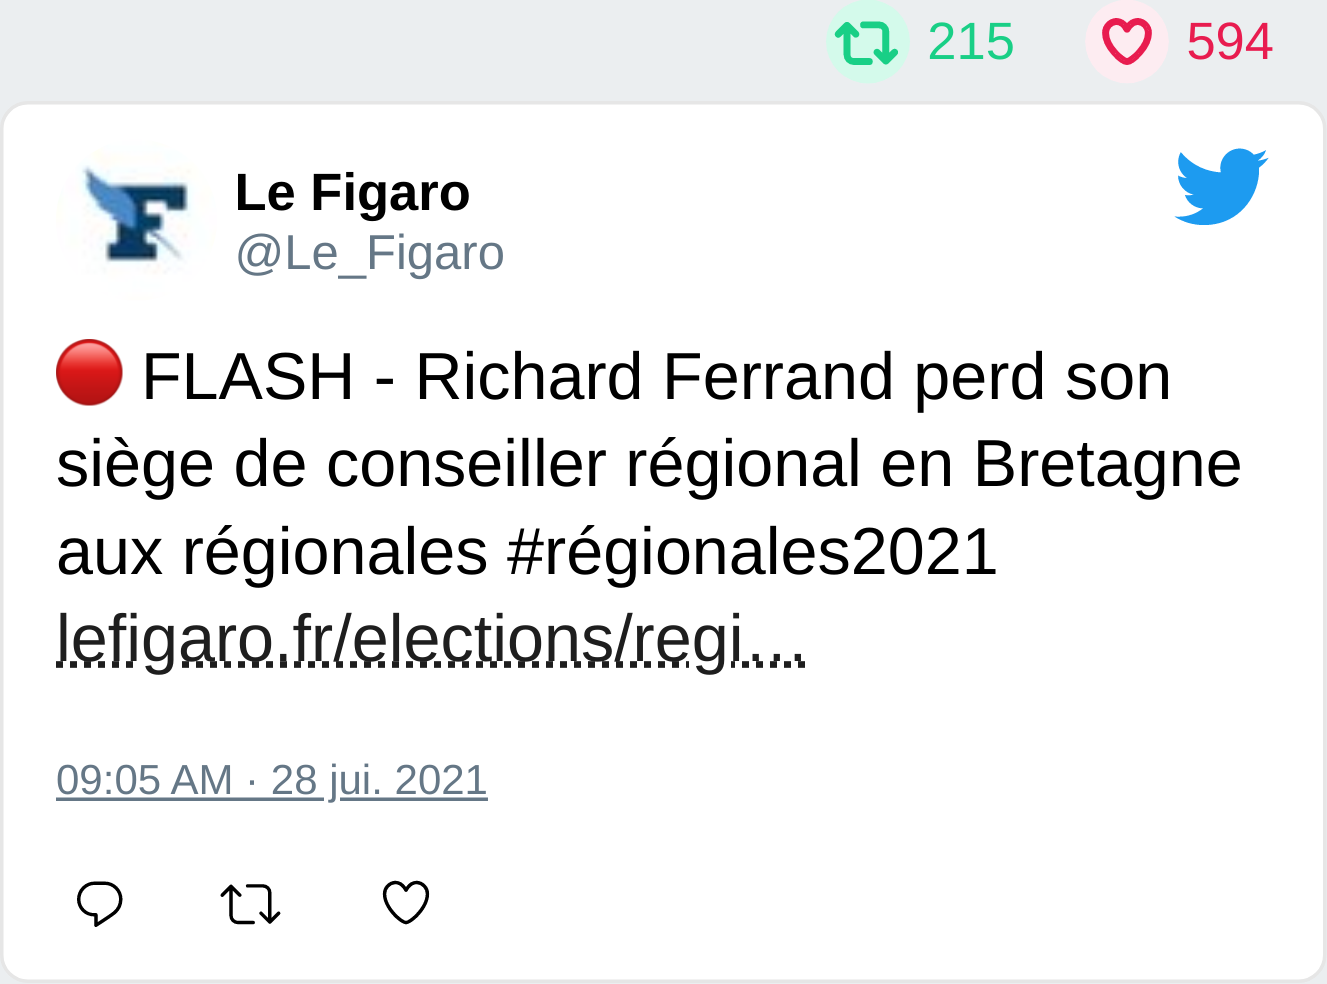 215 594
Le Figaro
@Le_Figaro
🔴 FLASH - Richard Ferrand perd son
siège de conseiller régional en Bretagne
aux régionales #régionales2021
lefigaro.fr/elections/regi...
09:05 AM · 28 jui. 2021